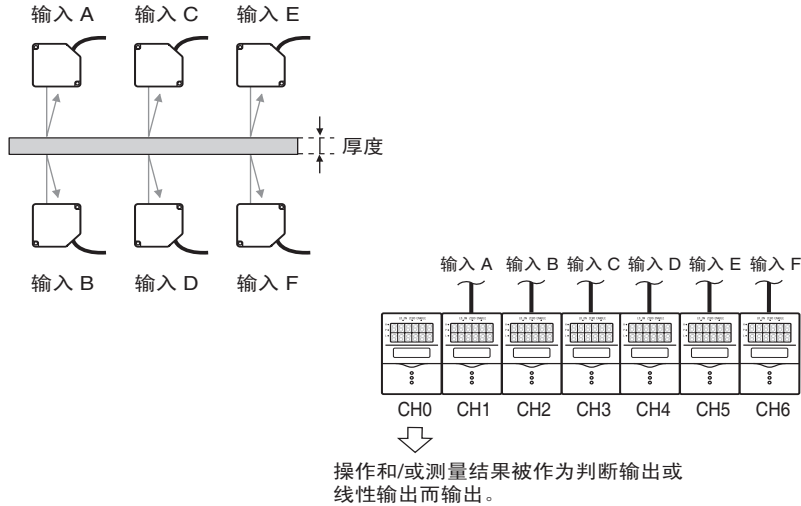 输入 A 输入 C 输入 E
厚度
输入 B 输入 D 输入 F
输入 A 输入 B 输入 C 输入 D 输入 E 输入 F
CH0 CH1 CH2 CH3 CH4 CH5 CH6
操作和/或测量结果被作为判断输出或
线性输出而输出。